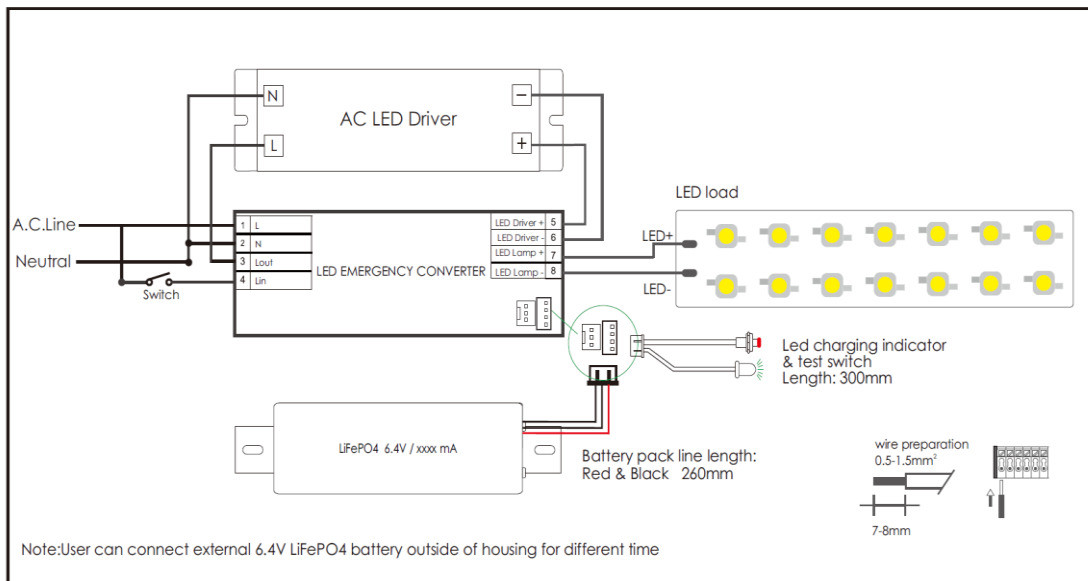 N
AC LED Driver
−
L
+
LED load
A.C.Line
Neutral
Switch
1 L
2 N
3 Lout
4 Lin
LED EMERGENCY CONVERTER
LED Driver + 5
LED Driver - 6
LED Lamp + 7
LED Lamp - 8
LED+
LED-
Led charging indicator
& test switch
Length: 300mm
LiFePO4 6.4V / xxxx mA
Battery pack line length:
Red & Black 260mm
wire preparation
0.5-1.5mm²
7-8mm
Note:User can connect external 6.4V LiFePO4 battery outside of housing for different time